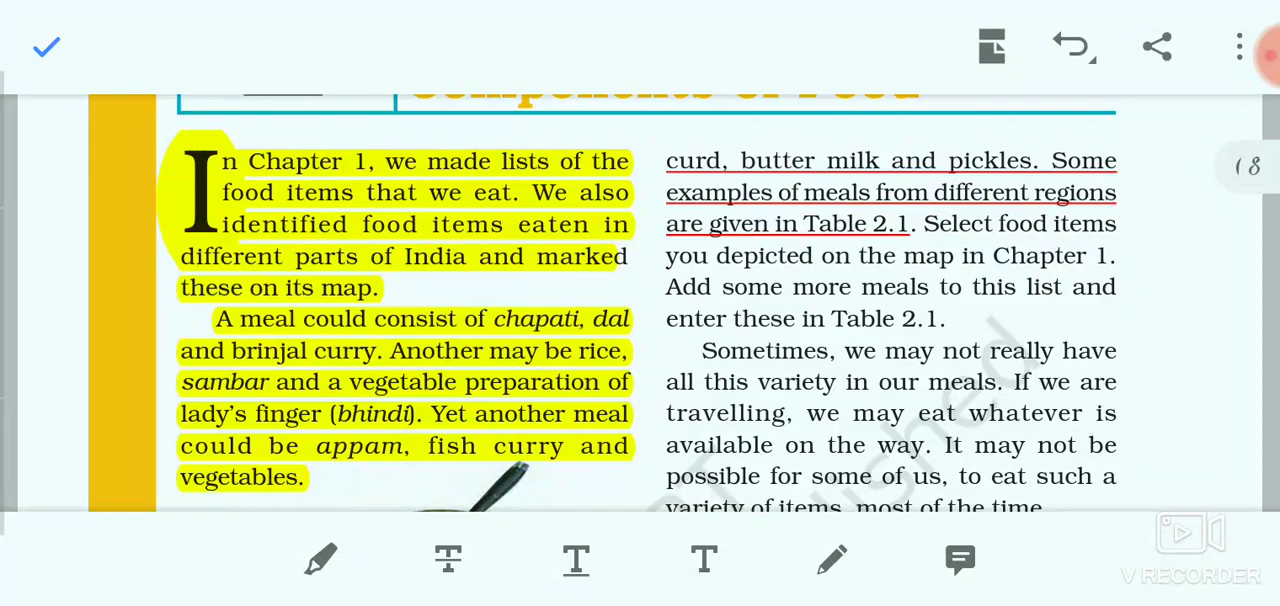 Components of Food
In Chapter 1, we made lists of the
food items that we eat. We also
identified food items eaten in
different parts of India and marked
these on its map.
A meal could consist of chapati, dal
and brinjal curry. Another may be rice,
sambar and a vegetable preparation of
lady's finger (bhindi). Yet another meal
could be appam, fish curry and
vegetables.
curd, butter milk and pickles. Some
examples of meals from different regions
are given in Table 2.1. Select food items
you depicted on the map in Chapter 1.
Add some more meals to this list and
enter these in Table 2.1.
Sometimes, we may not really have
all this variety in our meals. If we are
travelling, we may eat whatever is
available on the way. It may not be
possible for some of us, to eat such a
variety of items, most of the time.
V RECORDER